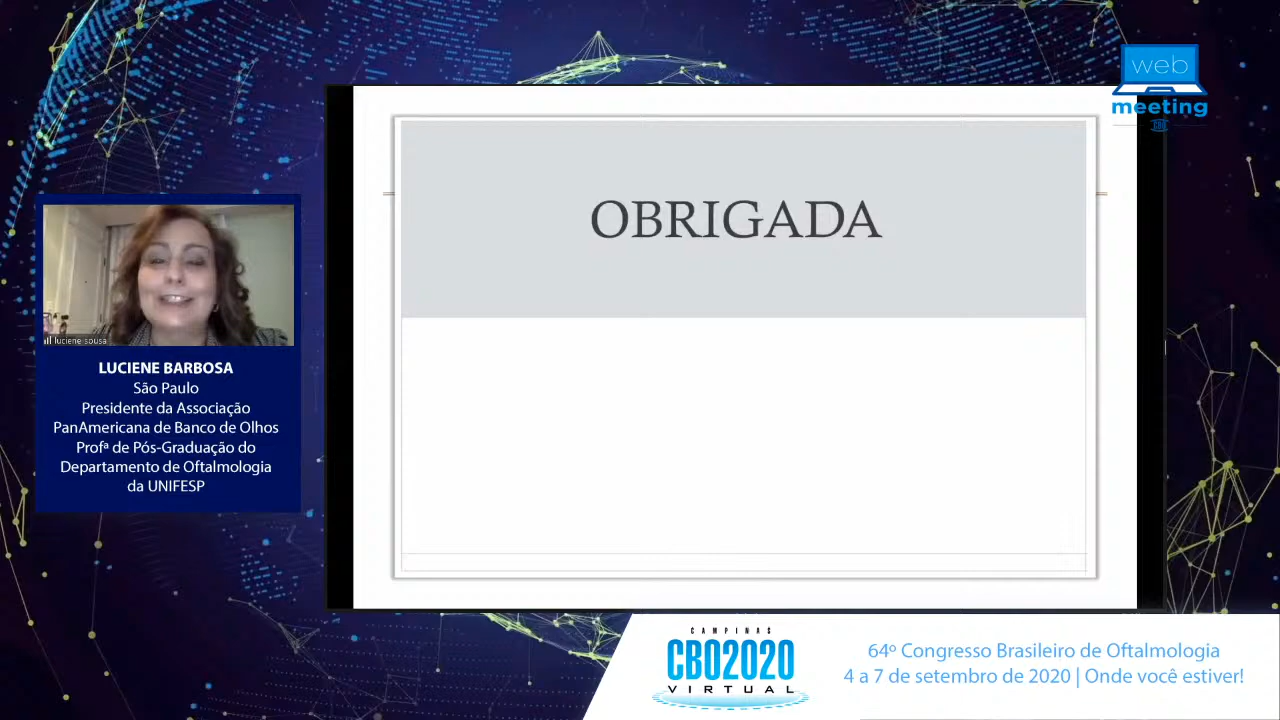 web
meeting
CBO
OBRIGADA
luciene sousa
LUCIENE BARBOSA
São Paulo
Presidente da Associação
PanAmericana de Banco de Olhos
Profª de Pós-Graduação do
Departamento de Oftalmologia
da UNIFESP
CAMPINAS
CBO2020
VIRTUAL
64º Congresso Brasileiro de Oftalmologia
4 a 7 de setembro de 2020 | Onde você estiver!